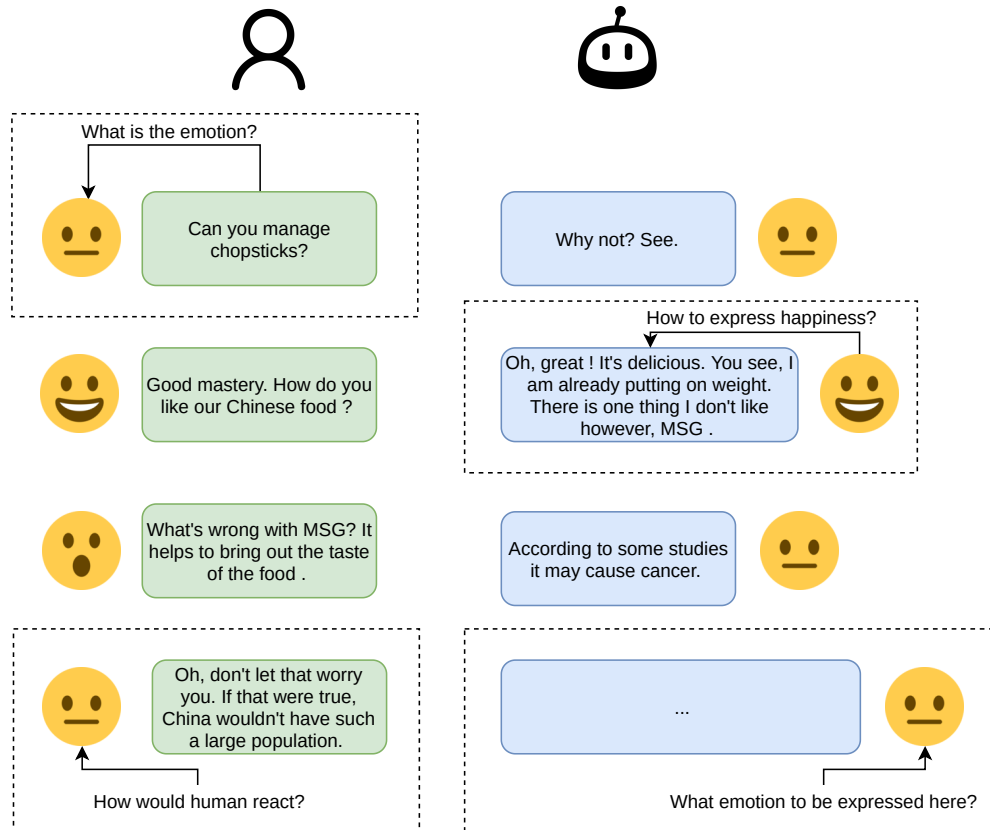 What is the emotion?
Can you manage
chopsticks?
Why not? See.
How to express happiness?
Good mastery. How do you
like our Chinese food ?
Oh, great ! It's delicious. You see, I
am already putting on weight.
There is one thing I don't like
however, MSG .
What's wrong with MSG? It
helps to bring out the taste
of the food .
According to some studies
it may cause cancer.
Oh, don't let that worry
you. If that were true,
China wouldn't have such
a large population.
...
How would human react?
What emotion to be expressed here?